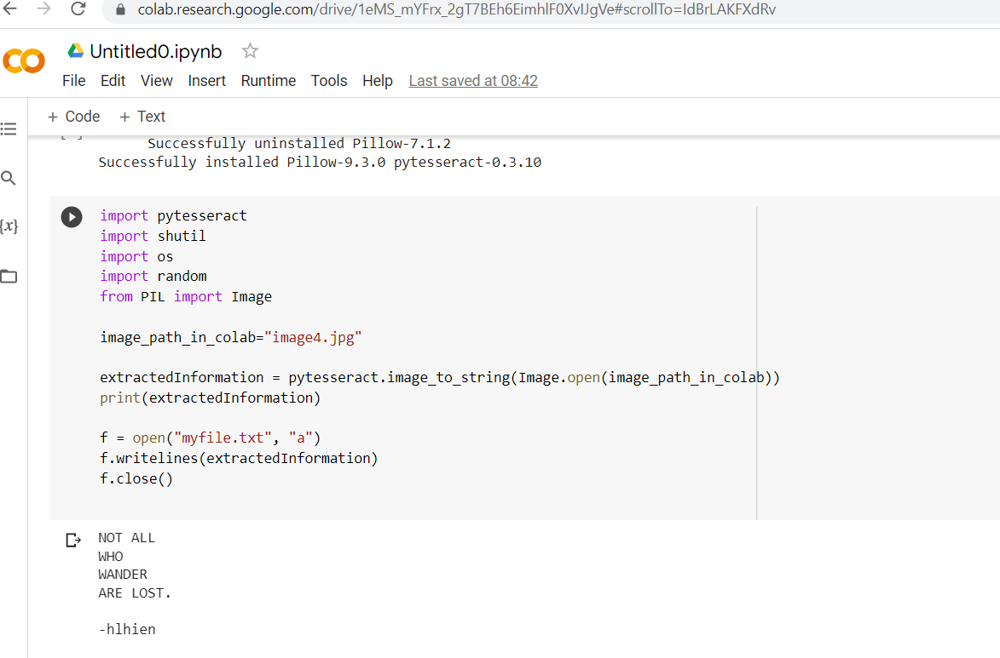 colab.research.google.com/drive/1eMS_mYFrx_2gT7BEh6EimhlF0XvIJgVe#scrollTo=IdBrLAKFXdRv
CO
Untitled0.ipynb
File Edit View Insert Runtime Tools Help Last saved at 08:42
+ Code + Text
[ ]
Successfully uninstalled Pillow-7.1.2
Successfully installed Pillow-9.3.0 pytesseract-0.3.10
{x}
import pytesseract
import shutil
import os
import random
from PIL import Image
image_path_in_colab="image4.jpg"
extractedInformation = pytesseract.image_to_string(Image.open(image_path_in_colab))
print(extractedInformation)
f = open("myfile.txt", "a")
f.writelines(extractedInformation)
f.close()
NOT ALL
WHO
WANDER
ARE LOST.
-hlhien